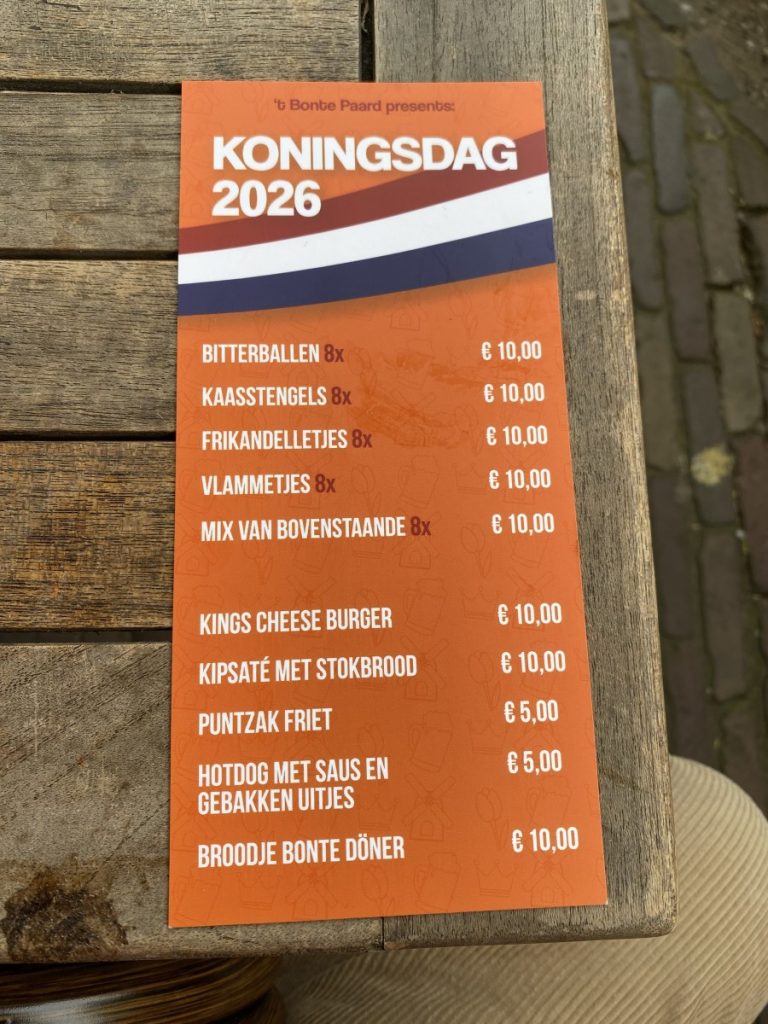 't Bonte Paard presents:
KONINGSDAG
2026
BITTERBALLEN 8x € 10,00
KAASSTENGELS 8x € 10,00
FRIKANDELLETJES 8x € 10,00
VLAMMETJES 8x € 10,00
MIX VAN BOVENSTAANDE 8x € 10,00
KINGS CHEESE BURGER € 10,00
KIPSATÉ MET STOKBROOD € 10,00
PUNTZAK FRIET € 5,00
HOTDOG MET SAUS EN € 5,00
GEBAKKEN UITJES
BROODJE BONTE DÖNER € 10,00